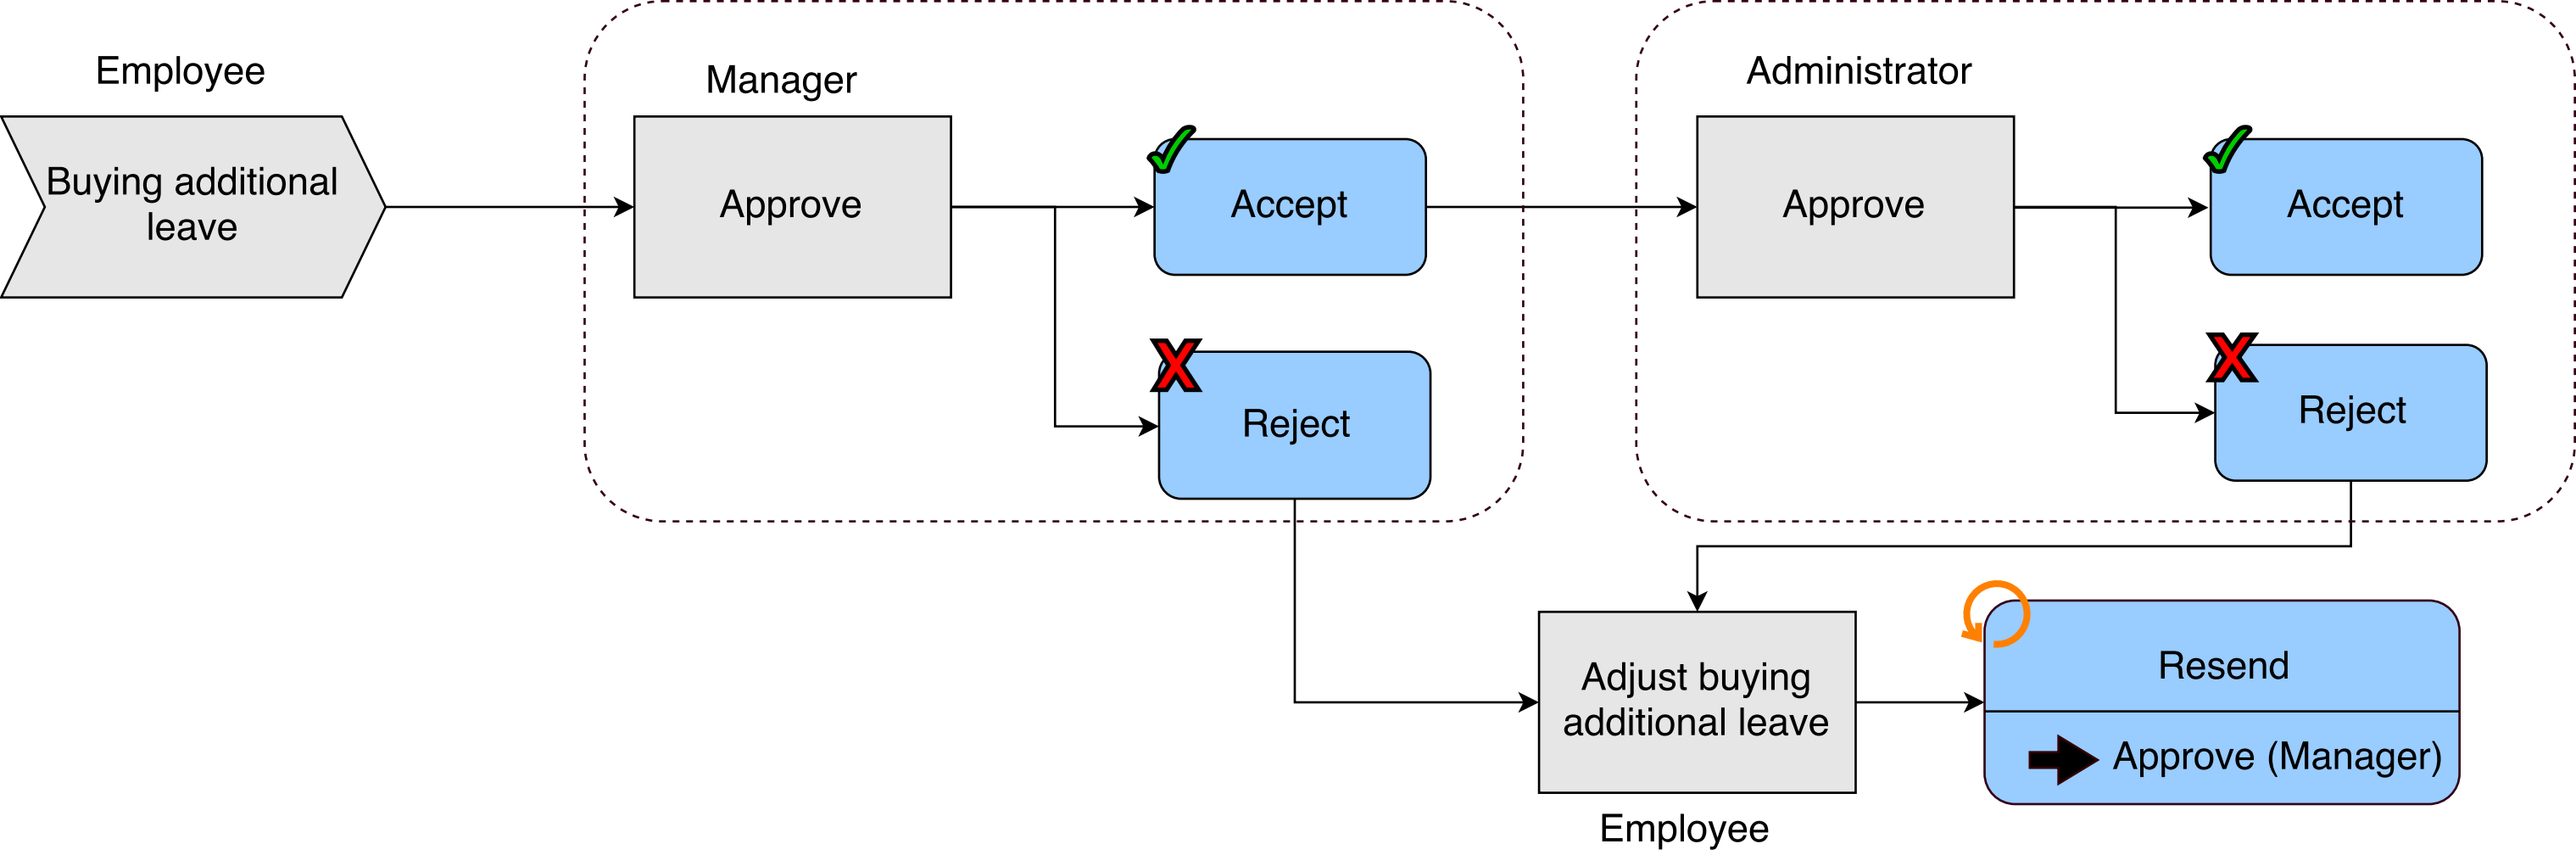 Employee
Buying additional
leave
Manager
Approve
Accept
Reject
Administrator
Approve
Accept
Reject
Adjust buying
additional leave
Employee
Resend
Approve (Manager)